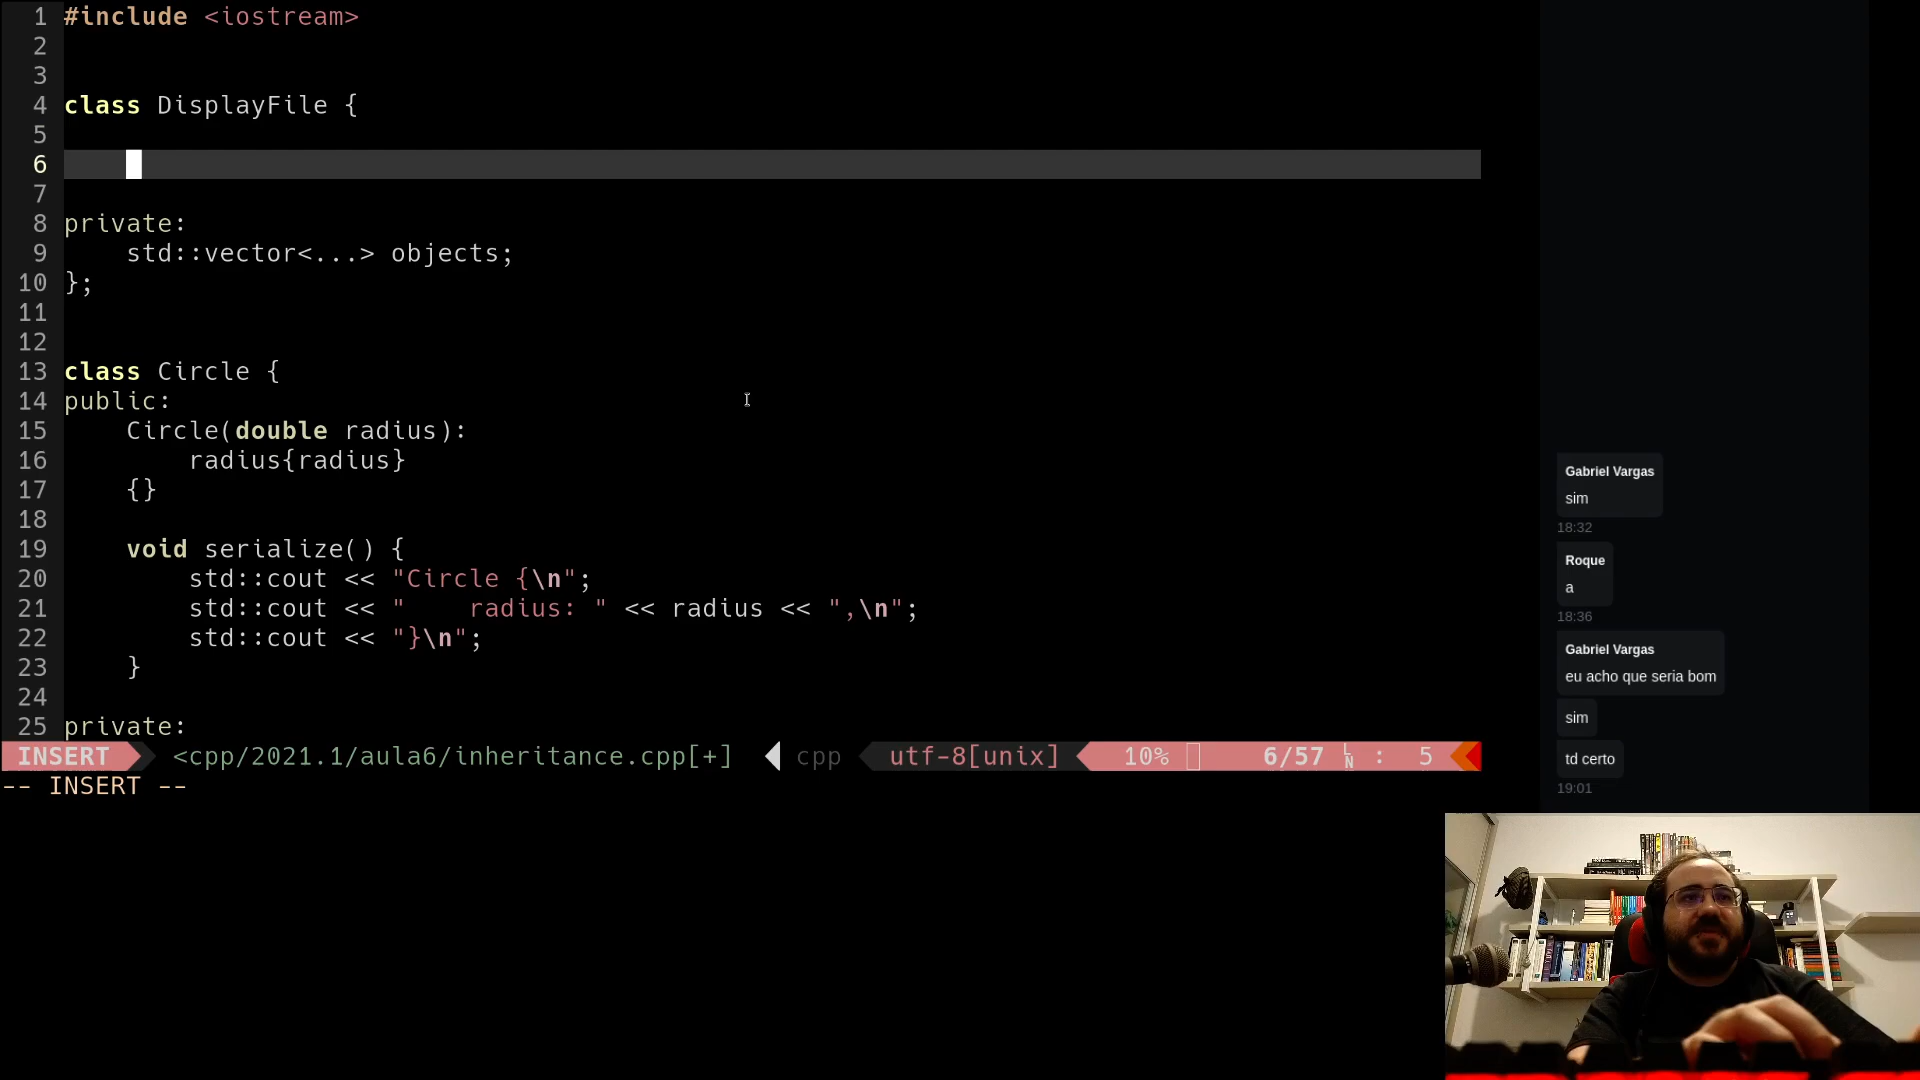 1 #include <iostream>
2
3
4 class DisplayFile {
5
6
7
8 private:
9     std::vector<...> objects;
10 };
11
12
13 class Circle {
14 public:
15     Circle(double radius):
16         radius{radius}
17     {}
18
19     void serialize() {
20         std::cout << "Circle {\n";
21         std::cout << "    radius: " << radius << ",\n";
22         std::cout << "}\n";
23     }
24
25 private:
INSERT <cpp/2021.1/aula6/inheritance.cpp[+] cpp utf-8[unix] 10% 6/57 LN : 5
-- INSERT --
Gabriel Vargas
sim
18:32
Roque
a
18:36
Gabriel Vargas
eu acho que seria bom
sim
td certo
19:01